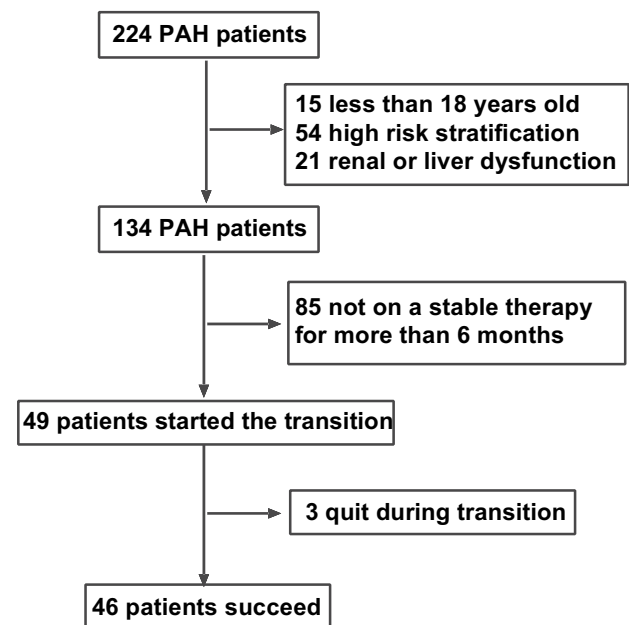 224 PAH patients
15 less than 18 years old
54 high risk stratification
21 renal or liver dysfunction
134 PAH patients
85 not on a stable therapy
for more than 6 months
49 patients started the transition
3 quit during transition
46 patients succeed